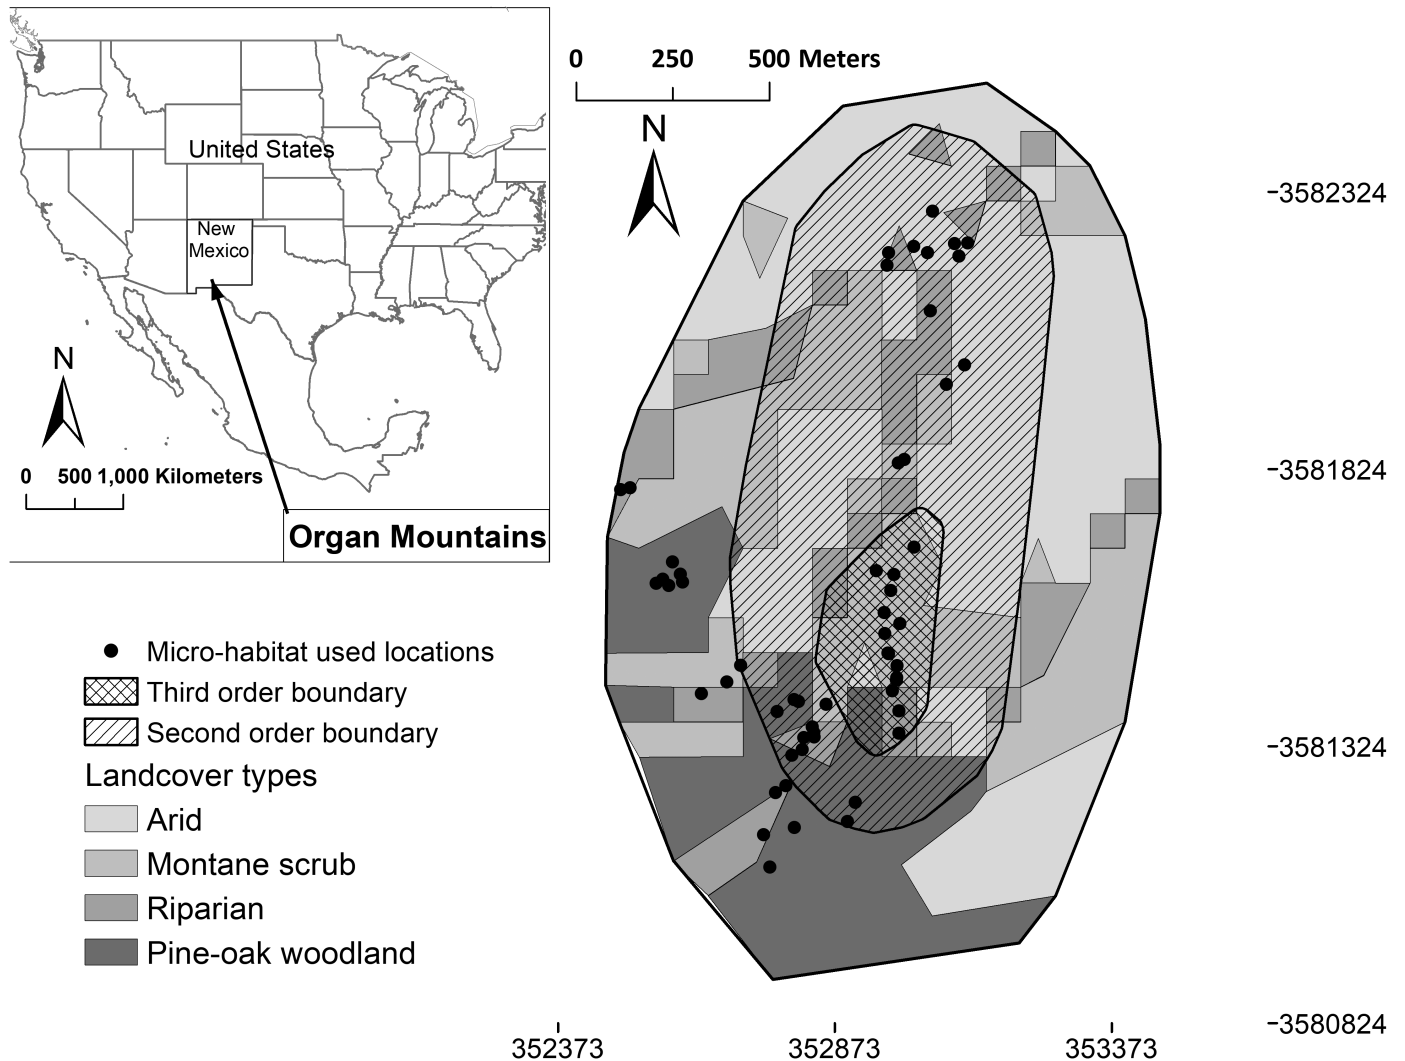 United States
New
Mexico
N
0 500 1,000 Kilometers
Organ Mountains
0 250 500 Meters
N
Micro-habitat used locations
Third order boundary
Second order boundary
Landcover types
Arid
Montane scrub
Riparian
Pine-oak woodland
3582324
3581824
3581324
3580824
352373 352873 353373